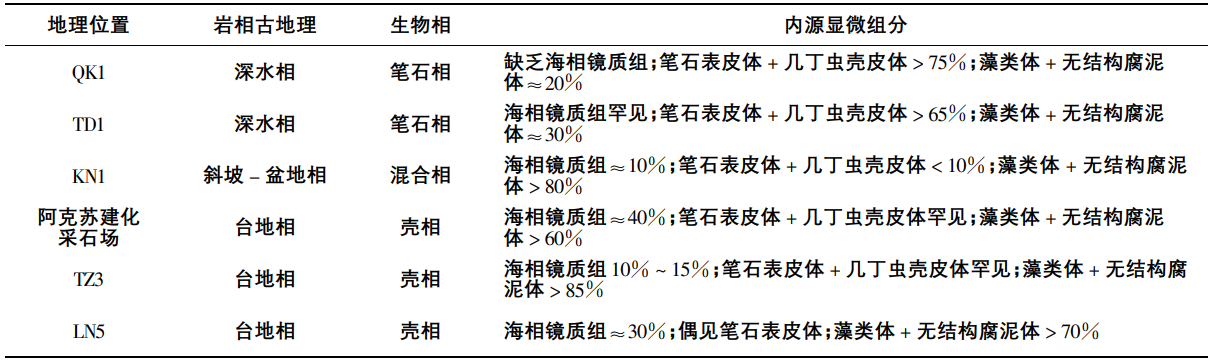 地理位置 岩相古地理 生物相 内源显微组分
QK1 深水相 笔石相 缺乏海相镜质组;笔石表皮体+几丁虫壳皮体>75%;藻类体+无结构腐泥
体≈20%
TD1 深水相 笔石相 海相镜质组罕见;笔石表皮体+几丁虫壳皮体>65%;藻类体+无结构腐泥
体≈30%
KN1 斜坡–盆地相 混合相 海相镜质组≈10%;笔石表皮体+几丁虫壳皮体<10%;藻类体+无结构腐泥
体>80%
阿克苏建化
采石场 台地相 壳相 海相镜质组≈40%;笔石表皮体+几丁虫壳皮体罕见;藻类体+无结构腐泥
体>60%
TZ3 台地相 壳相 海相镜质组10%~15%;笔石表皮体+几丁虫壳皮体罕见;藻类体+无结构腐
泥体>85%
LN5 台地相 壳相 海相镜质组≈30%;偶见笔石表皮体;藻类体+无结构腐泥体>70%